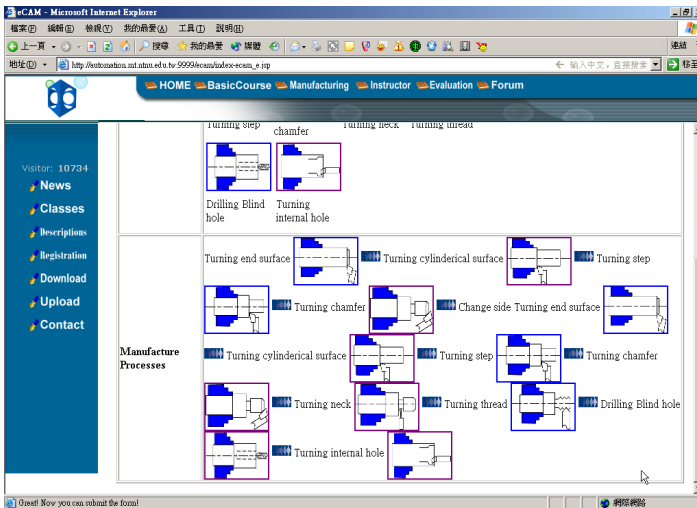 eCAM - Microsoft Internet Explorer
檔案(F) 編輯(E) 檢視(V) 我的最愛(A) 工具(T) 說明(H)
上一頁 搜尋 我的最愛 媒體 連結
地址(D) http://automation.mt.ntnu.edu.tw:9999/ecam/index-ecam_e.jsp 输入中文，直接搜索 移至
HOME BasicCourse Manufacturing Instructor Evaluation Forum
Visitor: 10734
News
Classes
Descriptions
Registration
Download
Upload
Contact
Turning step chamfer Turning neck Turning thread
Drilling Blind hole Turning internal hole
Manufacture Processes
Turning end surface Turning cylinderical surface Turning step
Turning chamfer Change side Turning end surface
Turning cylinderical surface Turning step Turning chamfer
Turning neck Turning thread Drilling Blind hole
Turning internal hole
Great! Now you can submit the form! 網際網路